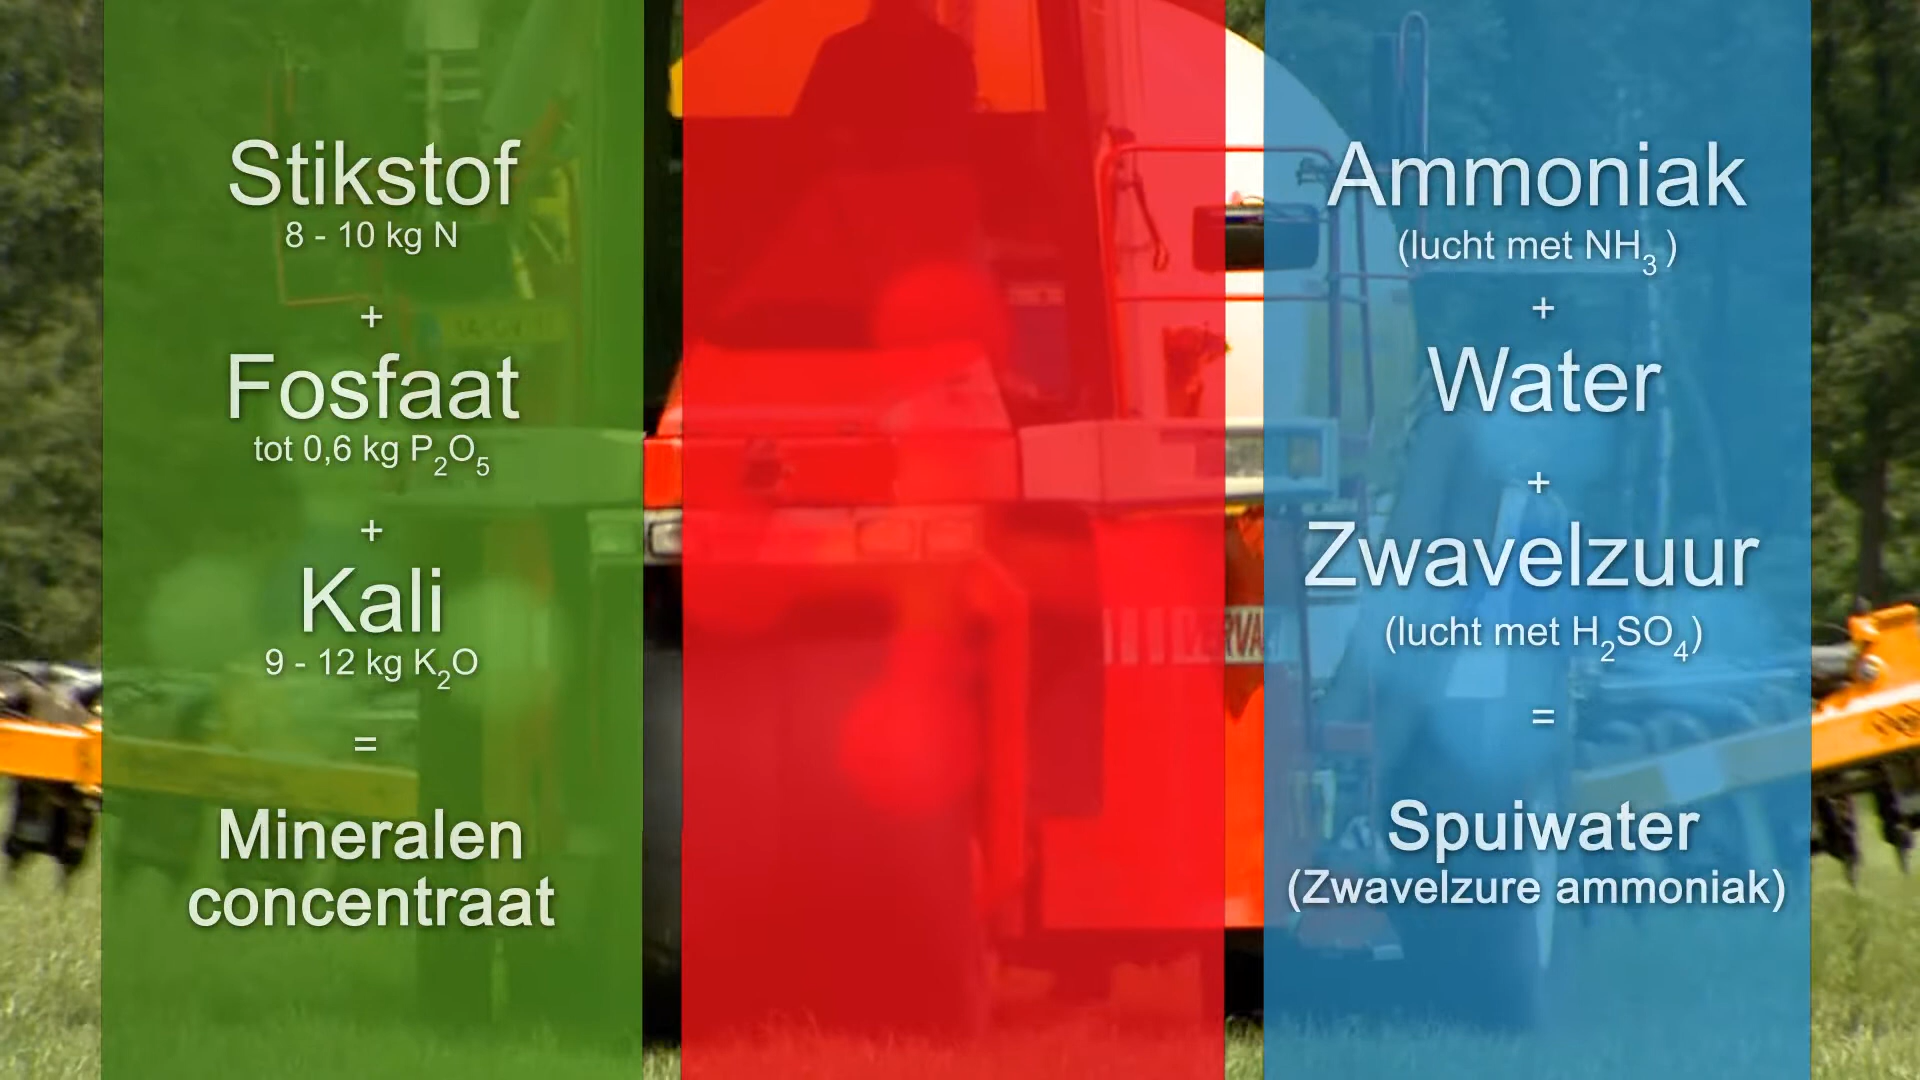 Stikstof
8 - 10 kg N
+
Fosfaat
tot 0,6 kg P₂O₅
+
Kali
9 - 12 kg K₂O
=
Mineralen
concentraat
Ammoniak
(lucht met NH₃ )
+
Water
+
Zwavelzuur
(lucht met H₂SO₄)
=
Spuiwater
(Zwavelzure ammoniak)